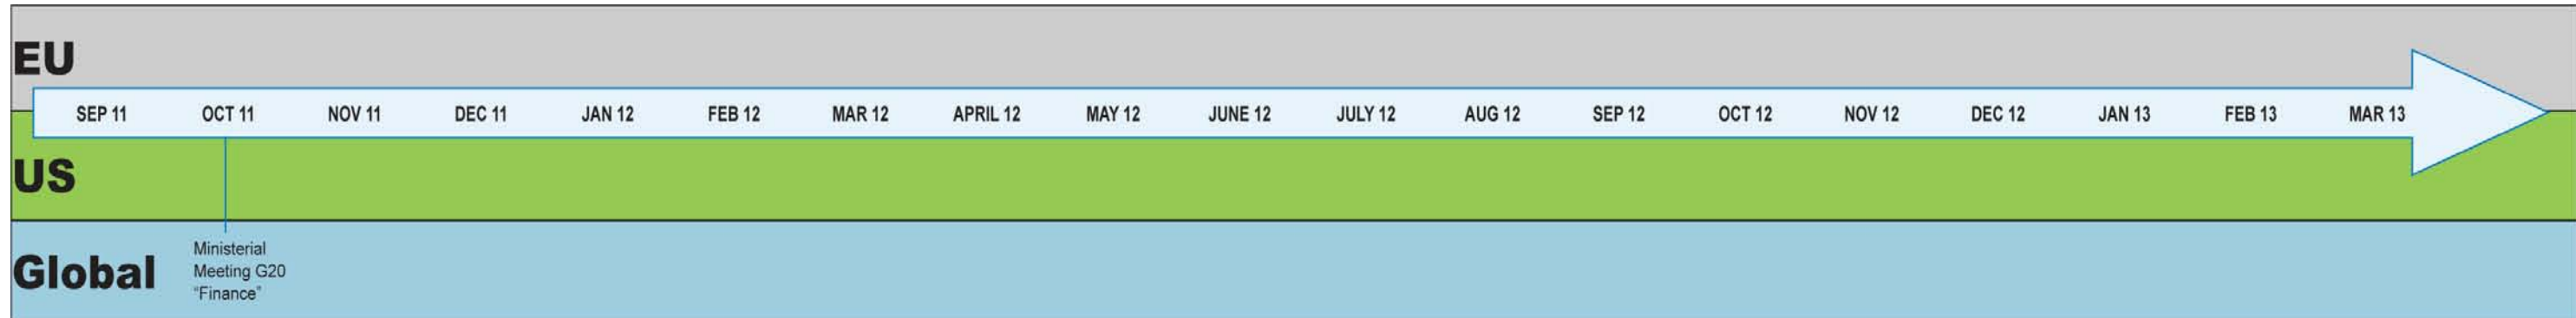 EU
SEP 11 OCT 11 NOV 11 DEC 11 JAN 12 FEB 12 MAR 12 APRIL 12 MAY 12 JUNE 12 JULY 12 AUG 12 SEP 12 OCT 12 NOV 12 DEC 12 JAN 13 FEB 13 MAR 13
US
Global
Ministerial
Meeting G20
“Finance”